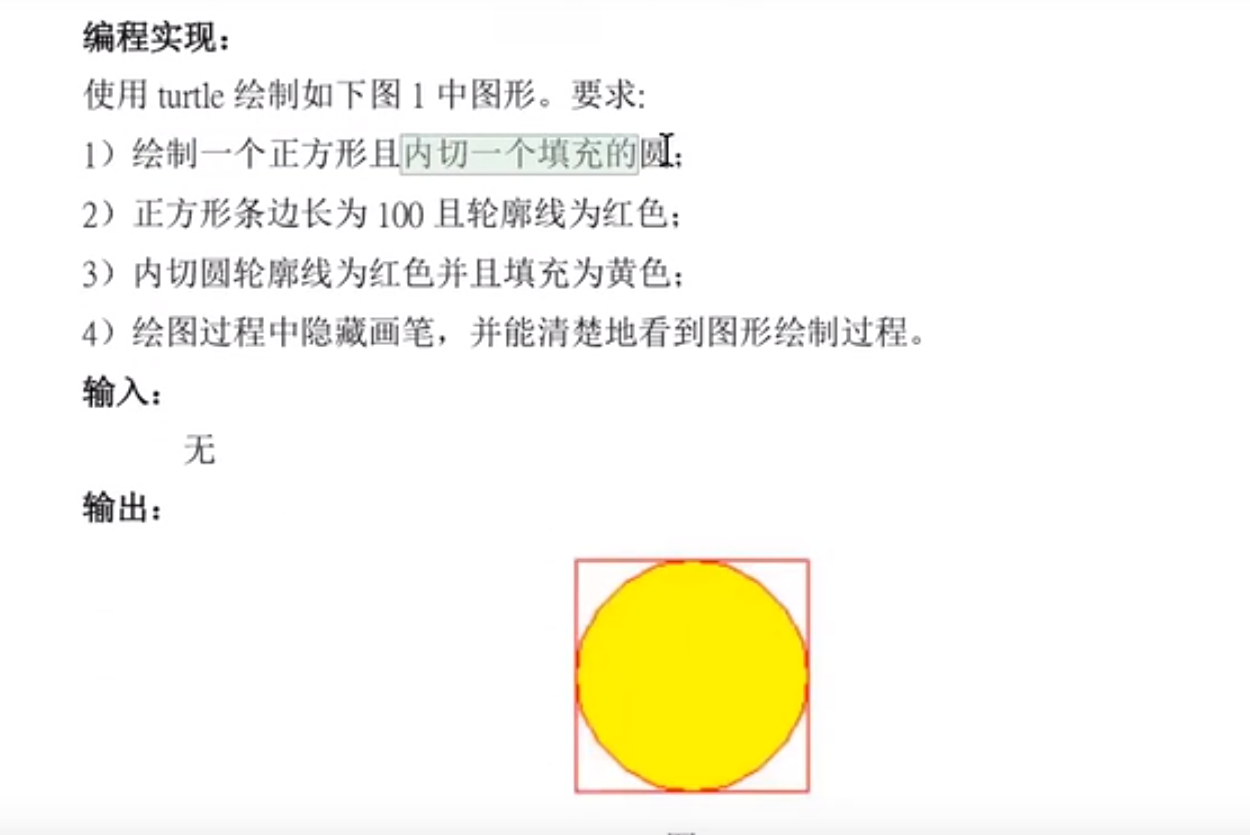 编程实现：
使用 turtle 绘制如下图 1 中图形。要求:
1）绘制一个正方形且内切一个填充的圆；
2）正方形条边长为 100 且轮廓线为红色；
3）内切圆轮廓线为红色并且填充为黄色；
4）绘图过程中隐藏画笔，并能清楚地看到图形绘制过程。
输入：
无
输出：